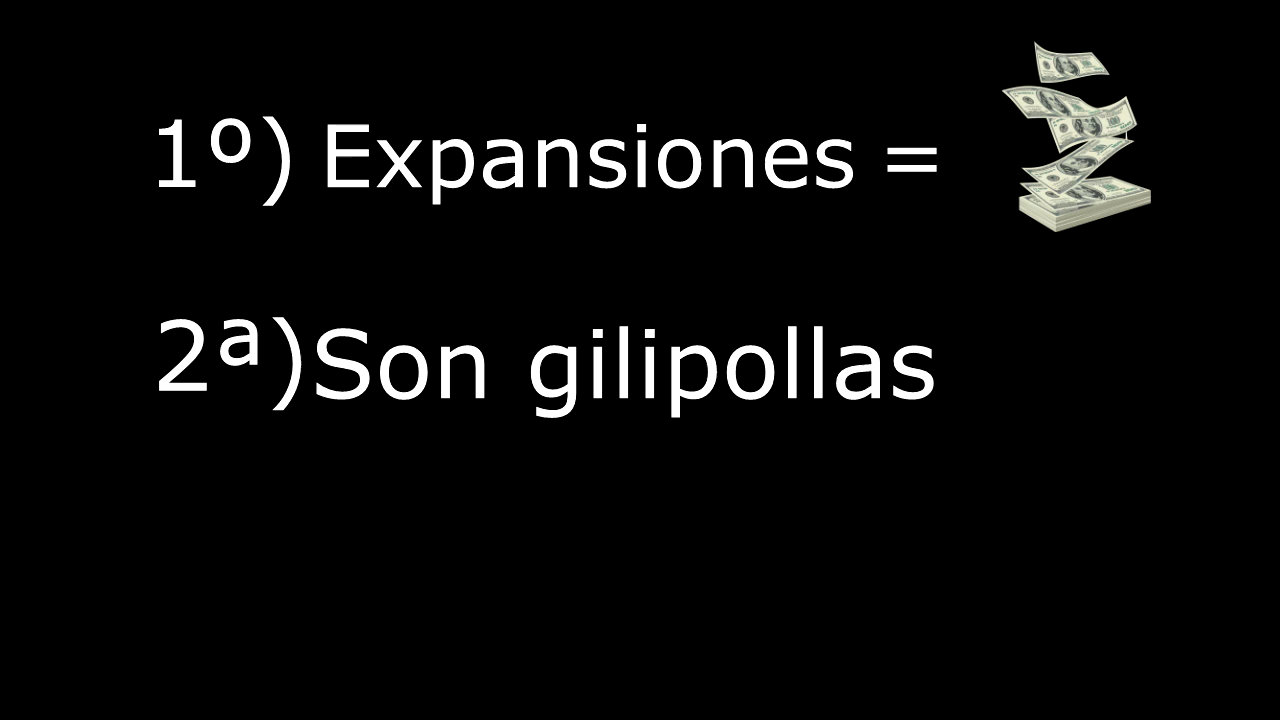 1º) Expansiones =
2ª)Son gilipollas